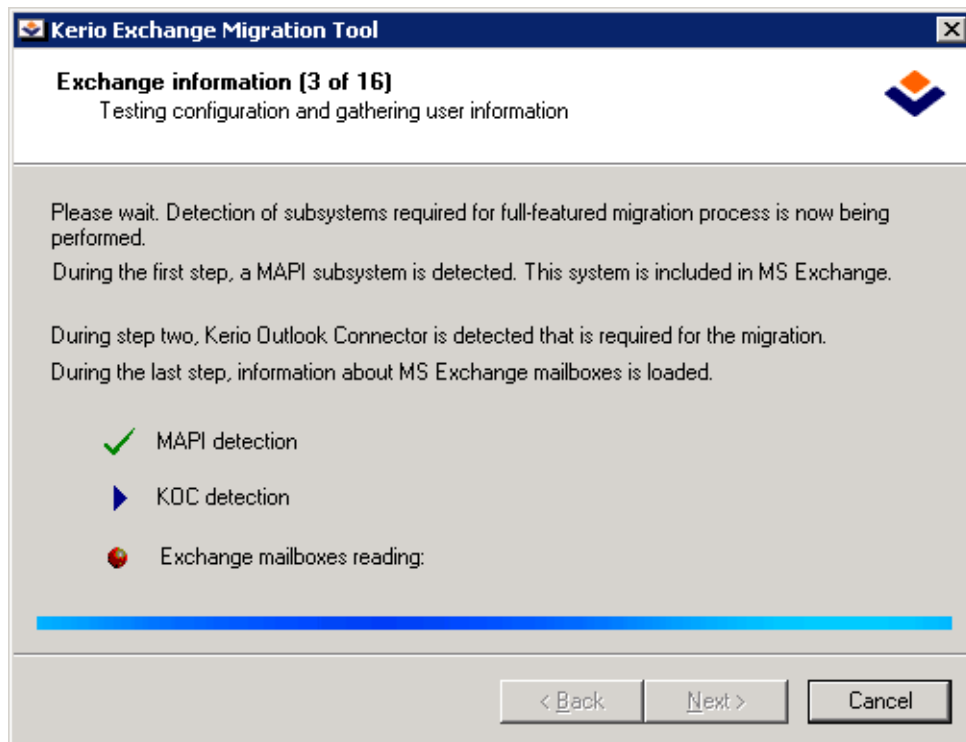 Kerio Exchange Migration Tool
Exchange information (3 of 16)
Testing configuration and gathering user information
Please wait. Detection of subsystems required for full-featured migration process is now being
performed.
During the first step, a MAPI subsystem is detected. This system is included in MS Exchange.
During step two, Kerio Outlook Connector is detected that is required for the migration.
During the last step, information about MS Exchange mailboxes is loaded.
MAPI detection
KOC detection
Exchange mailboxes reading:
< Back
Next >
Cancel